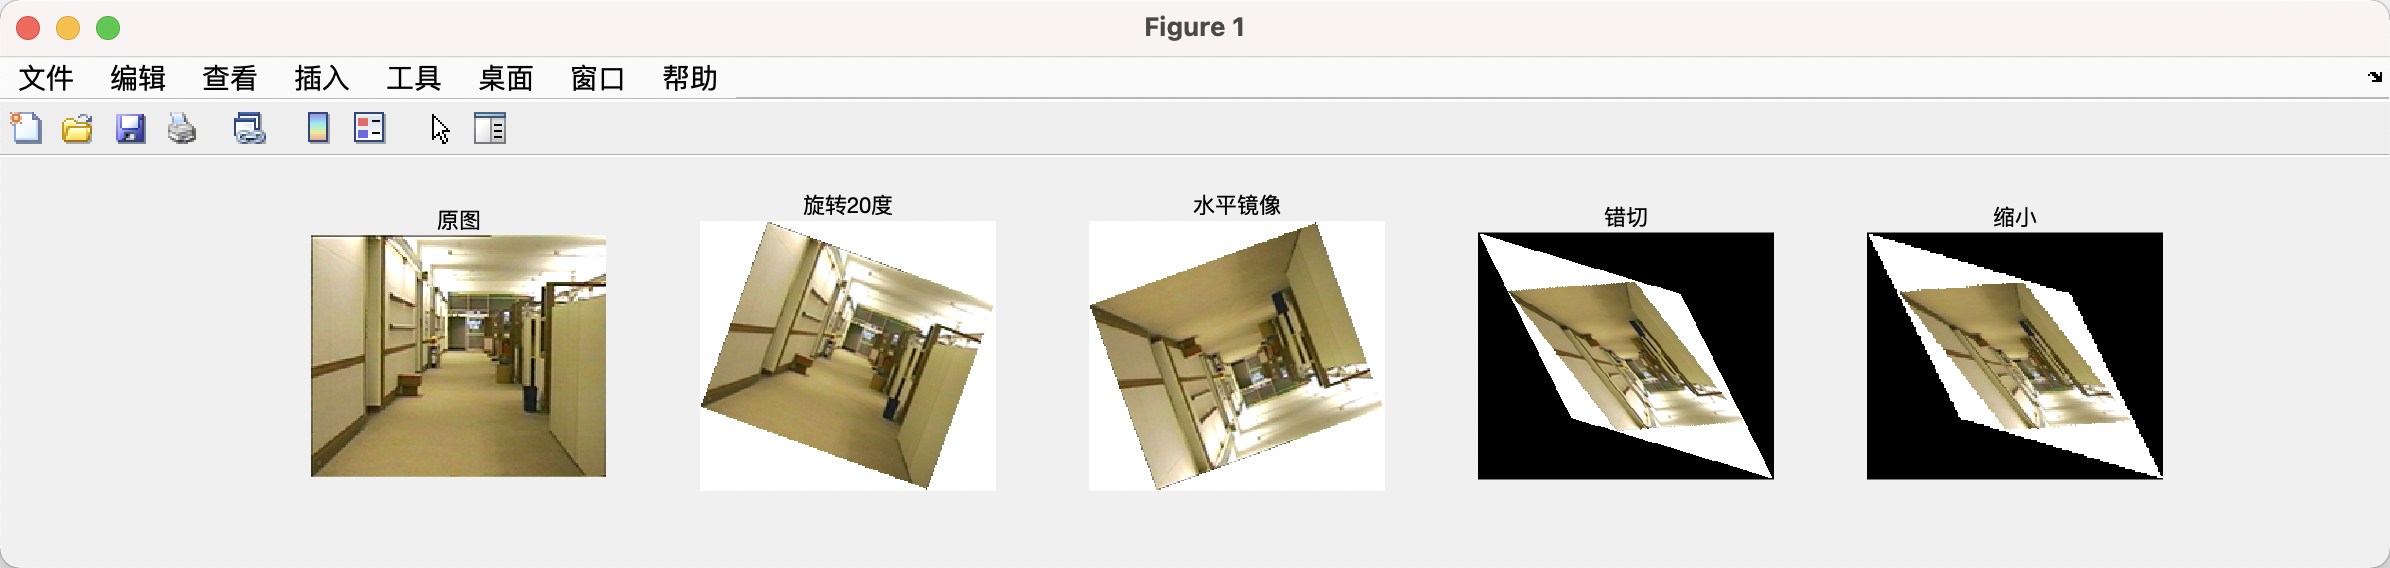 Figure 1
文件 编辑 查看 插入 工具 桌面 窗口 帮助
原图 旋转20度 水平镜像 错切 缩小